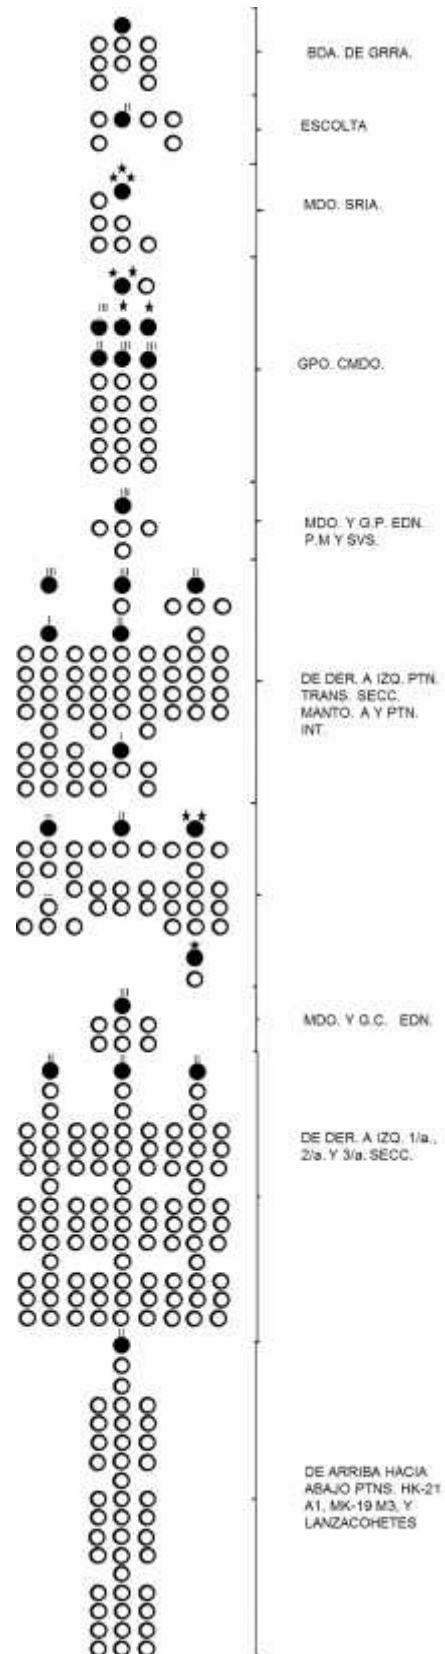 BDA. DE GRRA.
ESCOLTA
MDO. SRIA.
GPO. CMDO.
MDO. Y G.P. EDN.
P.M Y SVS.
DE DER. A IZQ. PTN.
TRANS. SECC.
MANTO. A Y PTN.
INT.
MDO. Y G.C. EDN.
DE DER. A IZQ. 1/a.,
2/a. Y 3/a. SECC.
DE ARRIBA HACIA
ABAJO PTNS. HK-21
A1, MK-19 M3, Y
LANZACOHETES